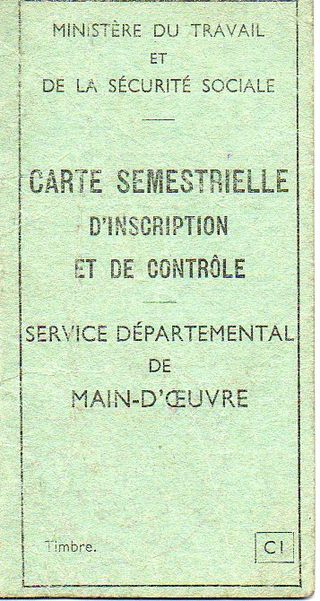 MINISTÈRE DU TRAVAIL
ET
DE LA SÉCURITÉ SOCIALE
CARTE SEMESTRIELLE
D'INSCRIPTION
ET DE CONTRÔLE
SERVICE DÉPARTEMENTAL
DE
MAIN-D'ŒUVRE
Timbre.
C1